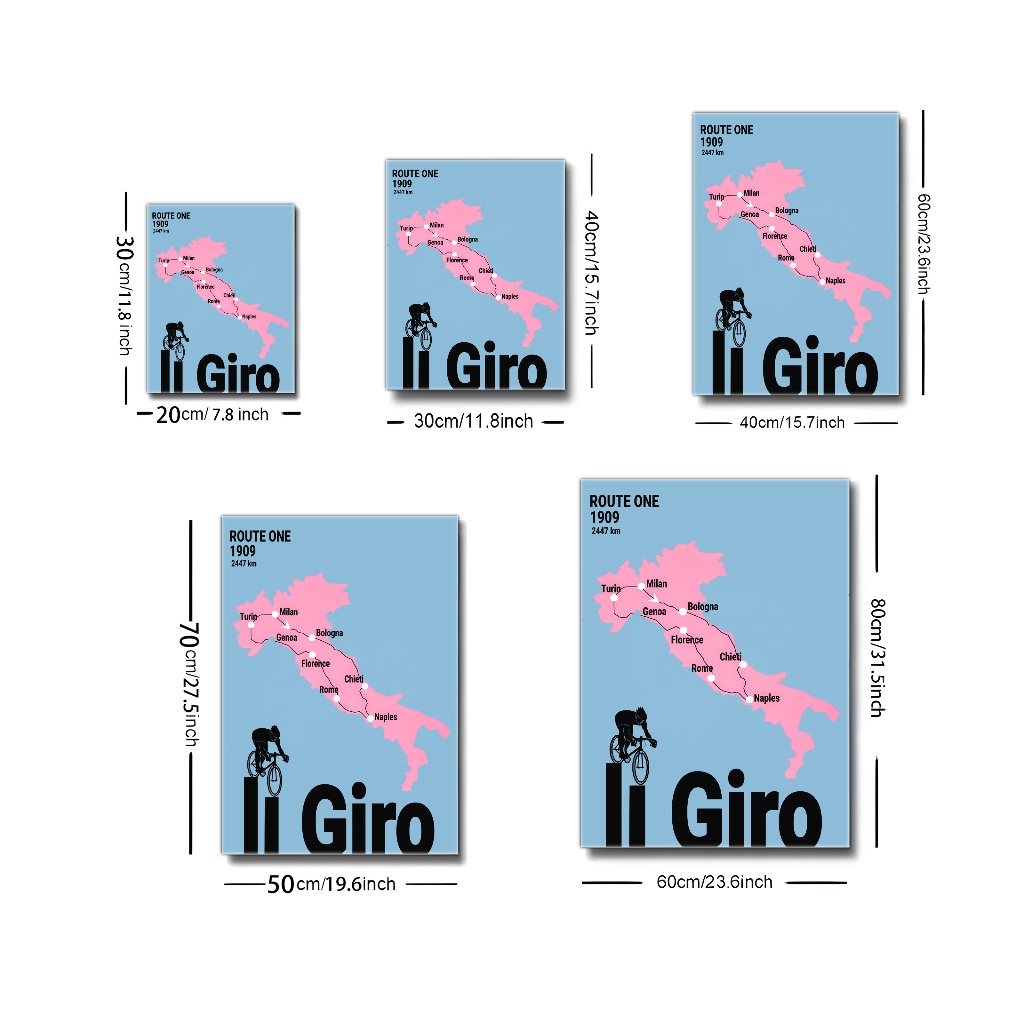 ROUTE ONE
1909
2447 km
Turin
Milan
Genoa
Bologna
Florence
Chieti
Rome
Naples
Il Giro
30cm/11.8 inch
20cm/ 7.8 inch
ROUTE ONE
1909
2447 km
Turin
Milan
Genoa
Bologna
Florence
Chieti
Rome
Naples
Il Giro
40cm/15.7inch
30cm/11.8inch
ROUTE ONE
1909
2447 km
Turin
Milan
Genoa
Bologna
Florence
Chieti
Rome
Naples
Il Giro
60cm/23.6inch
40cm/15.7inch
ROUTE ONE
1909
2447 km
Turin
Milan
Genoa
Bologna
Florence
Chieti
Rome
Naples
Il Giro
70cm/27.5inch
50cm/19.6inch
ROUTE ONE
1909
2447 km
Turin
Milan
Genoa
Bologna
Florence
Chieti
Rome
Naples
Il Giro
80cm/31.5inch
60cm/23.6inch